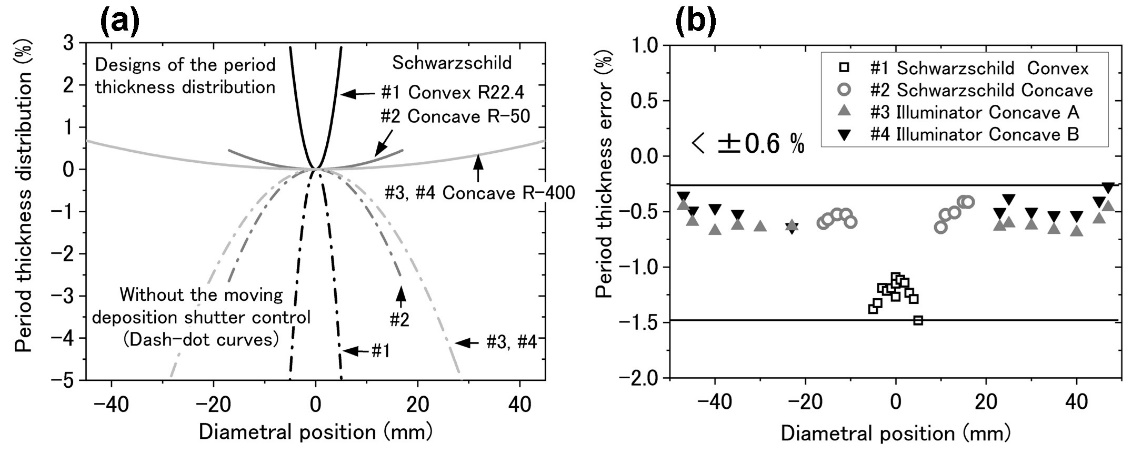 (a)
Period thickness distribution (%)
3
2
1
0
−1
−2
−3
−4
−5
Designs of the period
thickness distribution
Schwarzschild
#1 Convex R22.4
#2 Concave R-50
#3, #4 Concave R-400
Without the moving
deposition shutter control
(Dash-dot curves)
#2
#1
#3, #4
−40
−20
0
20
40
Diametral position (mm)
(b)
Period thickness error (%)
1.0
0.5
0.0
−0.5
−1.0
−1.5
−2.0
#1 Schwarzschild Convex
#2 Schwarzschild Concave
#3 Illuminator Concave A
#4 Illuminator Concave B
< ±0.6 %
−40
−20
0
20
40
Diametral position (mm)